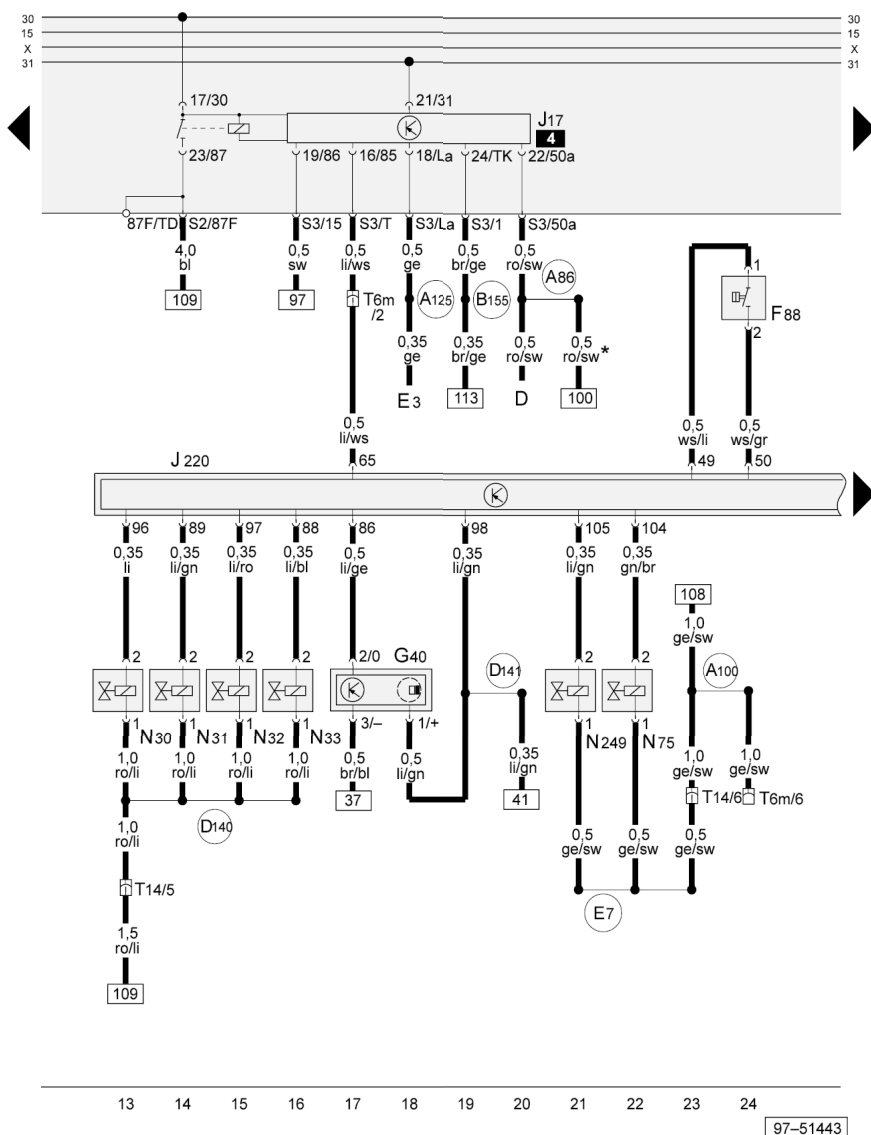 30 30
15 15
X X
31 31
17/30 21/31
J17
4
23/87 19/86 16/85 18/La 24/TK 22/50a
87F/TD S2/87F S3/15 S3/T S3/La S3/1 S3/50a
4,0 0,5 0,5 0,5 0,5 0,5
bl sw li/ws ge br/ge ro/sw
A86
1
109 97 T6m/2 A125 B155
F88
2
0,35 0,35 0,5 0,5
ge br/ge ro/sw ro/sw*
E3 113 D 100
0,5 0,5 0,5
li/ws ws/li ws/gr
J220 65 49 50
96 89 97 88 86 98 105 104
0,35 0,35 0,35 0,35 0,5 0,35 0,35 0,35
li li/gn li/ro li/bl li/ge li/gn li/gn gn/br
108
1,0
ge/sw
2 2 2 2 2/0 G40 D141 2 2 A100
1 1 1 1 3/– 1/+ 1 1
N30 N31 N32 N33 N249 N75
1,0 1,0 1,0 1,0 0,5 0,5 0,35 1,0 1,0
ro/li ro/li ro/li ro/li br/bl li/gn li/gn ge/sw ge/sw
37 41 T14/6 T6m/6
D140
1,0 0,5 0,5 0,5
ro/li ge/sw ge/sw ge/sw
T14/5
E7
1,5
ro/li
109
13 14 15 16 17 18 19 20 21 22 23 24
97–51443